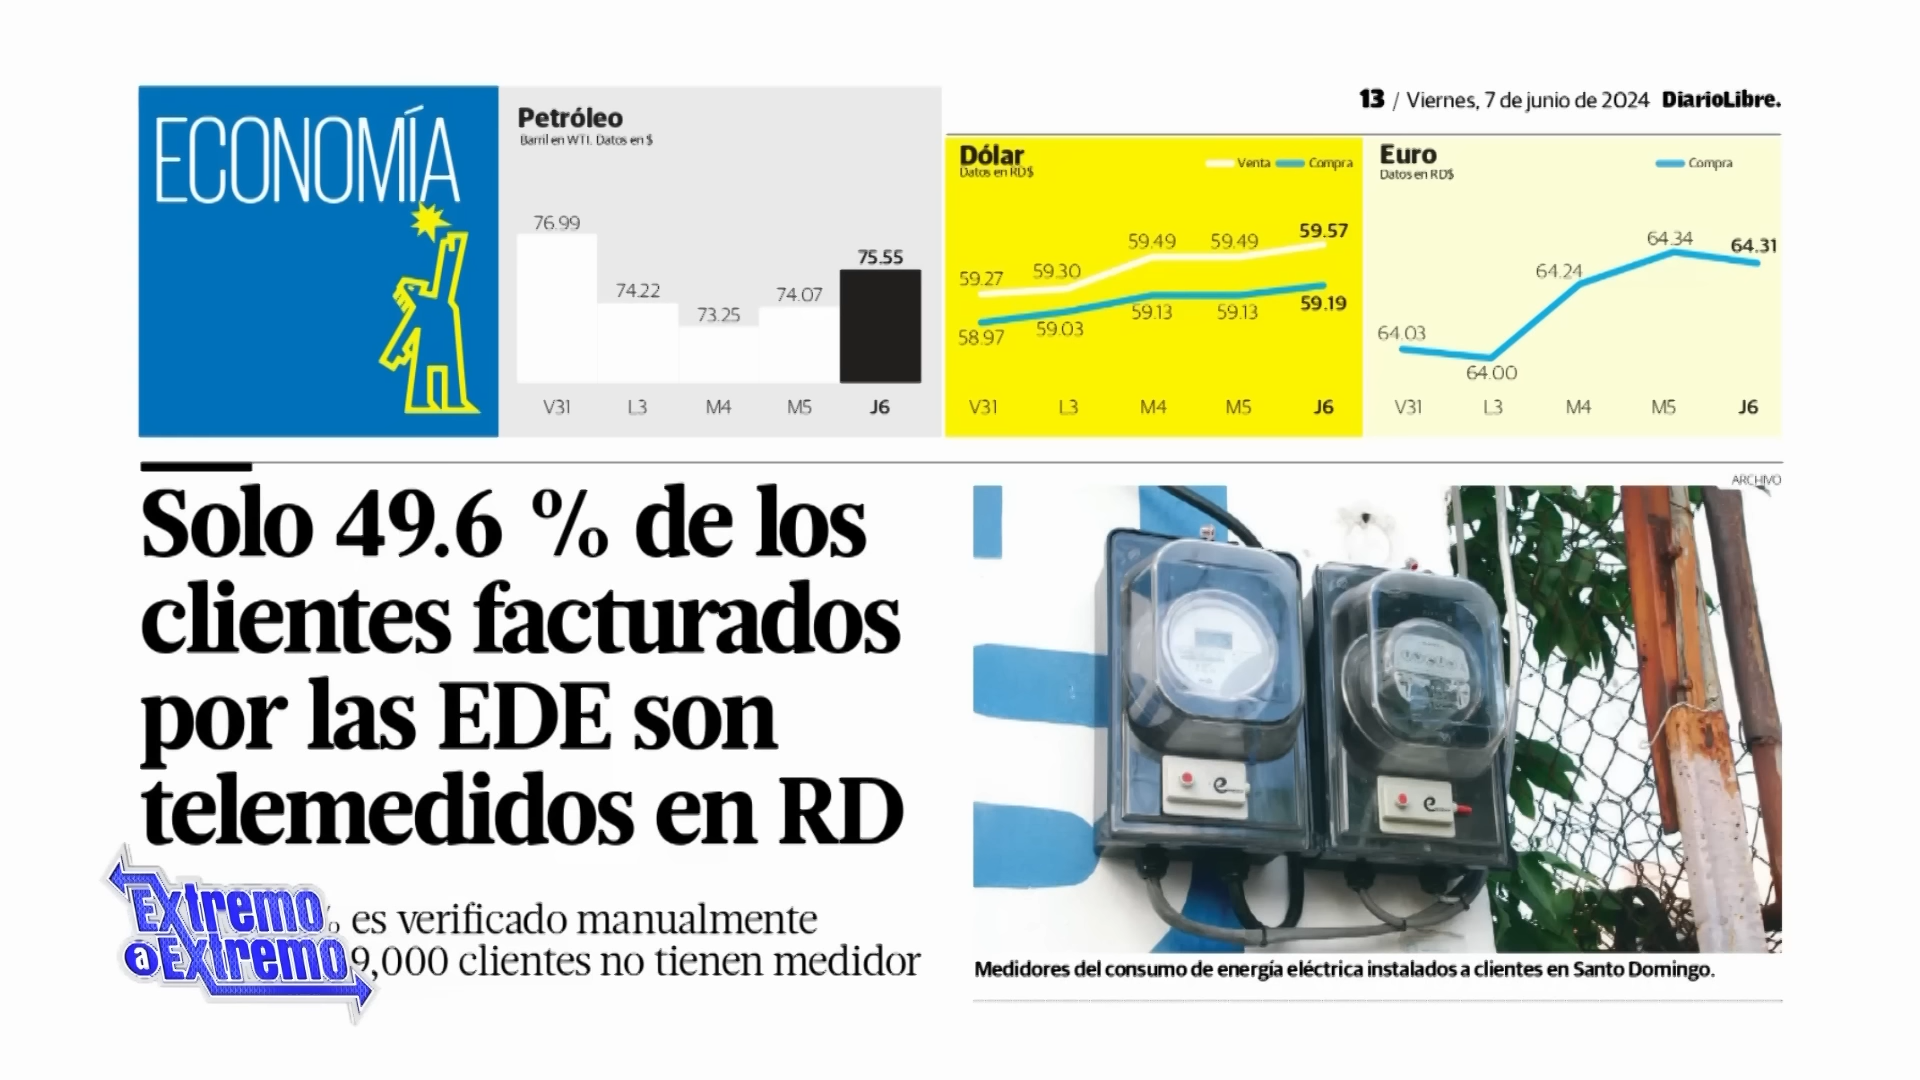 ECONOMÍA
Petróleo
Barril en WTI. Datos en $
76.99
74.22
73.25
74.07
75.55
V31 L3 M4 M5 J6
13 / Viernes, 7 de junio de 2024 DiarioLibre.
Dólar
Datos en RD$
Venta Compra
59.27 59.30 59.49 59.49 59.57
58.97 59.03 59.13 59.13 59.19
V31 L3 M4 M5 J6
Euro
Datos en RD$
Compra
64.03 64.00 64.24 64.34 64.31
V31 L3 M4 M5 J6
Solo 49.6 % de los
clientes facturados
por las EDE son
telemedidos en RD
es verificado manualmente
9,000 clientes no tienen medidor
Extremo
a Extremo
ARCHIVO
Medidores del consumo de energía eléctrica instalados a clientes en Santo Domingo.